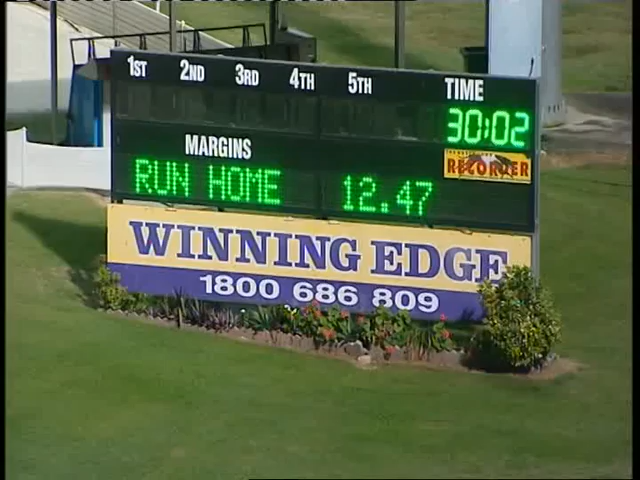 1ST 2ND 3RD 4TH 5TH TIME
30:02
MARGINS
RECORDER
RUN HOME 12.47
WINNING EDGE
1800 686 809